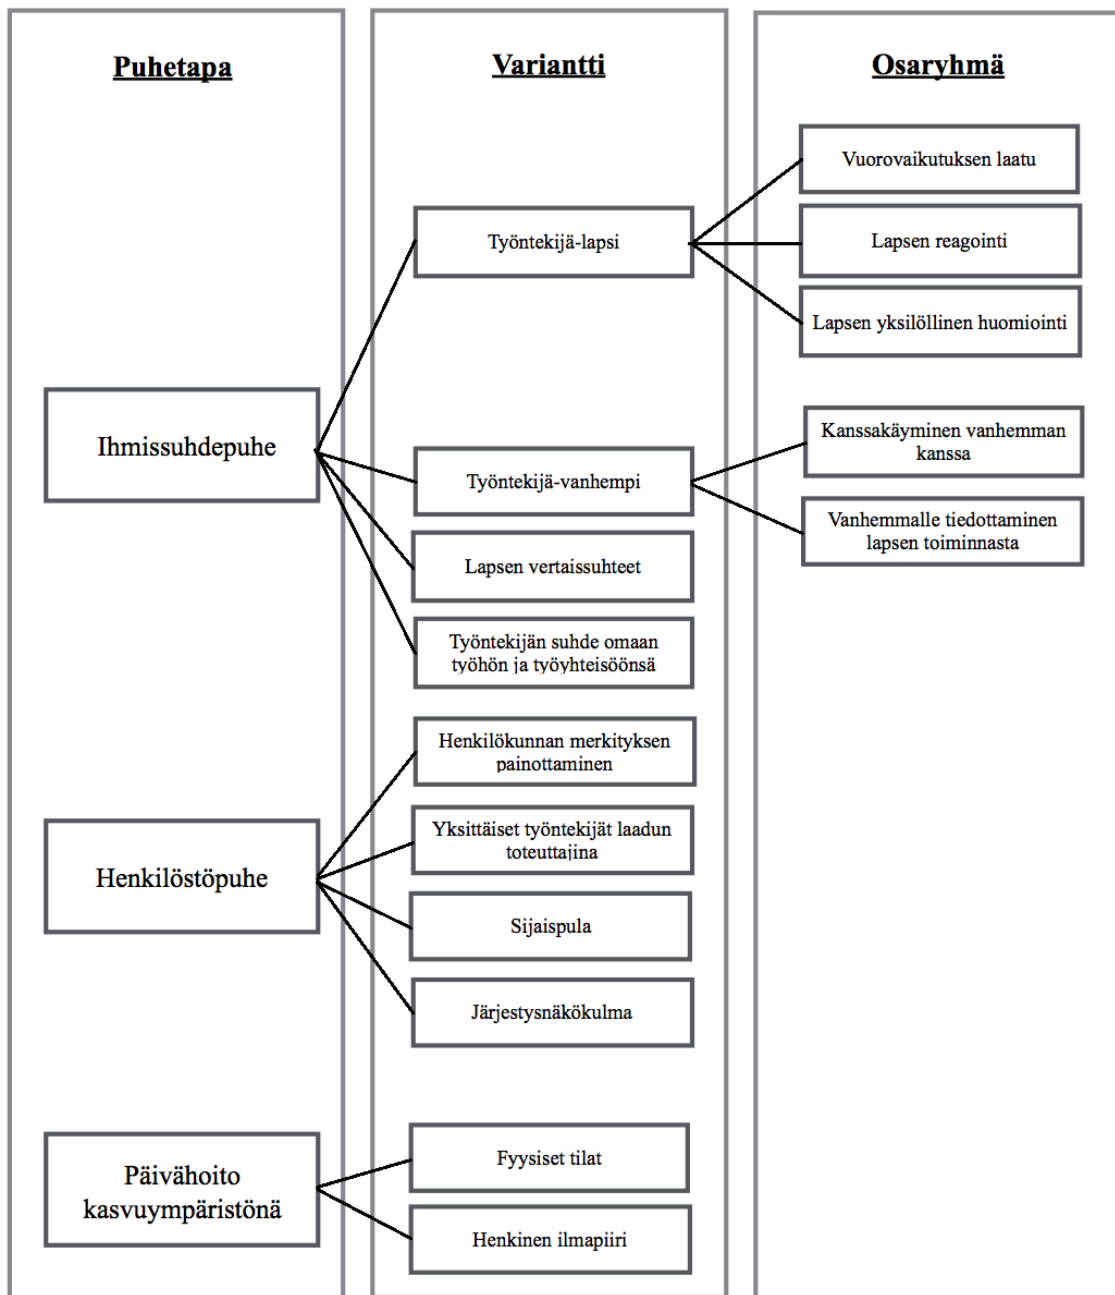 Puhetapa
Variantti
Osaryhmä
Vuorovaikutuksen laatu
Työntekijä-lapsi
Lapsen reagointi
Lapsen yksilöllinen huomiointi
Ihmissuhdepuhe
Kanssakäyminen vanhemman
kanssa
Työntekijä-vanhempi
Vanhemmalle tiedottaminen
lapsen toiminnasta
Lapsen vertaissuhteet
Työntekijän suhde omaan
työhön ja työyhteisöönsä
Henkilökunnan merkityksen
painottaminen
Henkilöstöpuhe
Yksittäiset työntekijät laadun
toteuttajina
Sijaispula
Järjestysnäkökulma
Päivähoito
kasvuympäristönä
Fyysiset tilat
Henkinen ilmapiiri